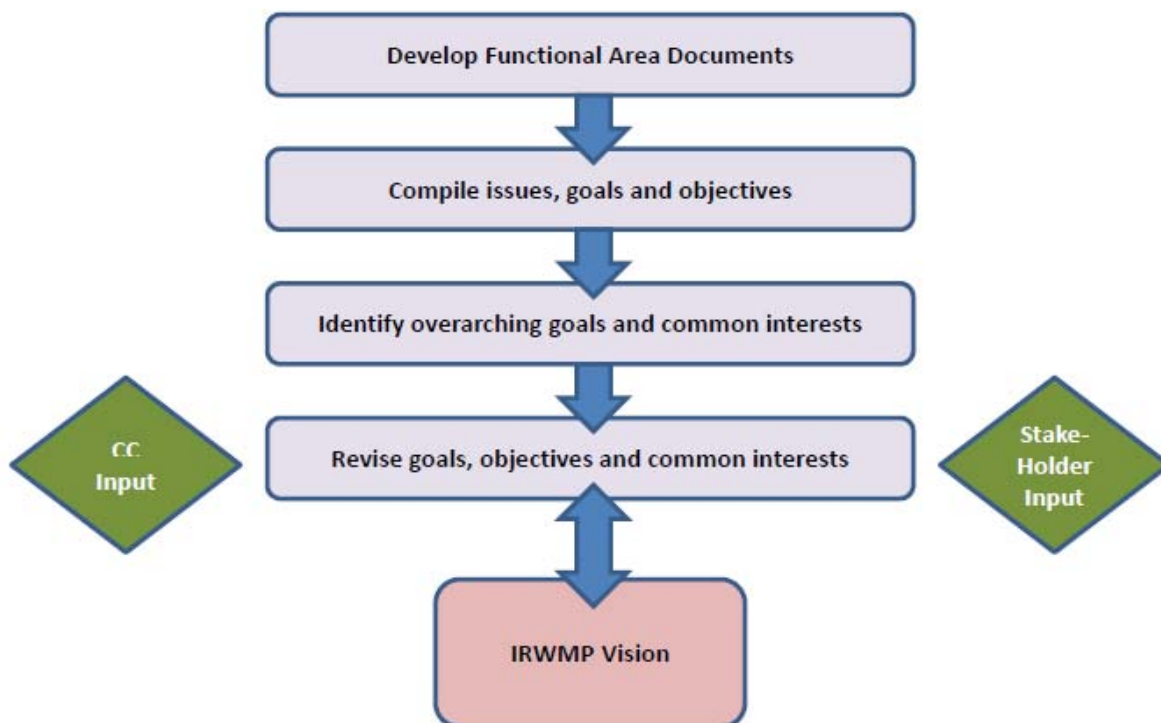 Develop Functional Area Documents
Compile issues, goals and objectives
Identify overarching goals and common interests
CC
Input
Revise goals, objectives and common interests
Stake-
Holder
Input
IRWMP Vision